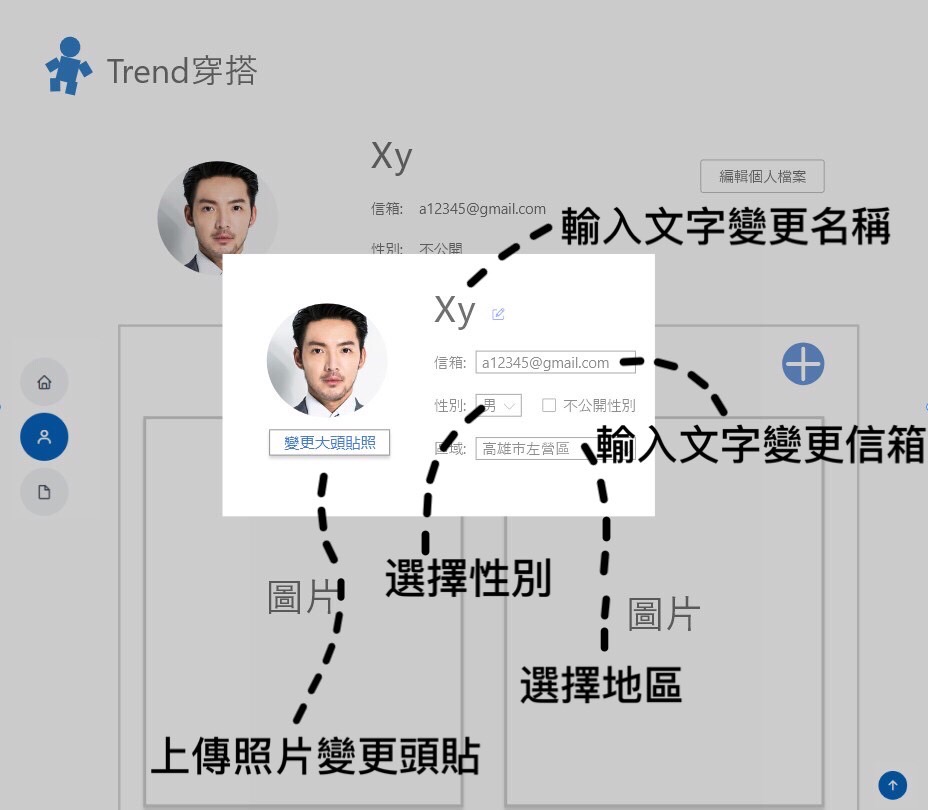 Trend穿搭
Xy
編輯個人檔案
信箱: a12345@gmail.com
輸入文字變更名稱
性別: 不公開
Xy
信箱: a12345@gmail.com
性別: 男 不公開性別
變更大頭貼照
區域: 高雄市左營區
輸入文字變更信箱
選擇性別
圖片
圖片
選擇地區
上傳照片變更頭貼